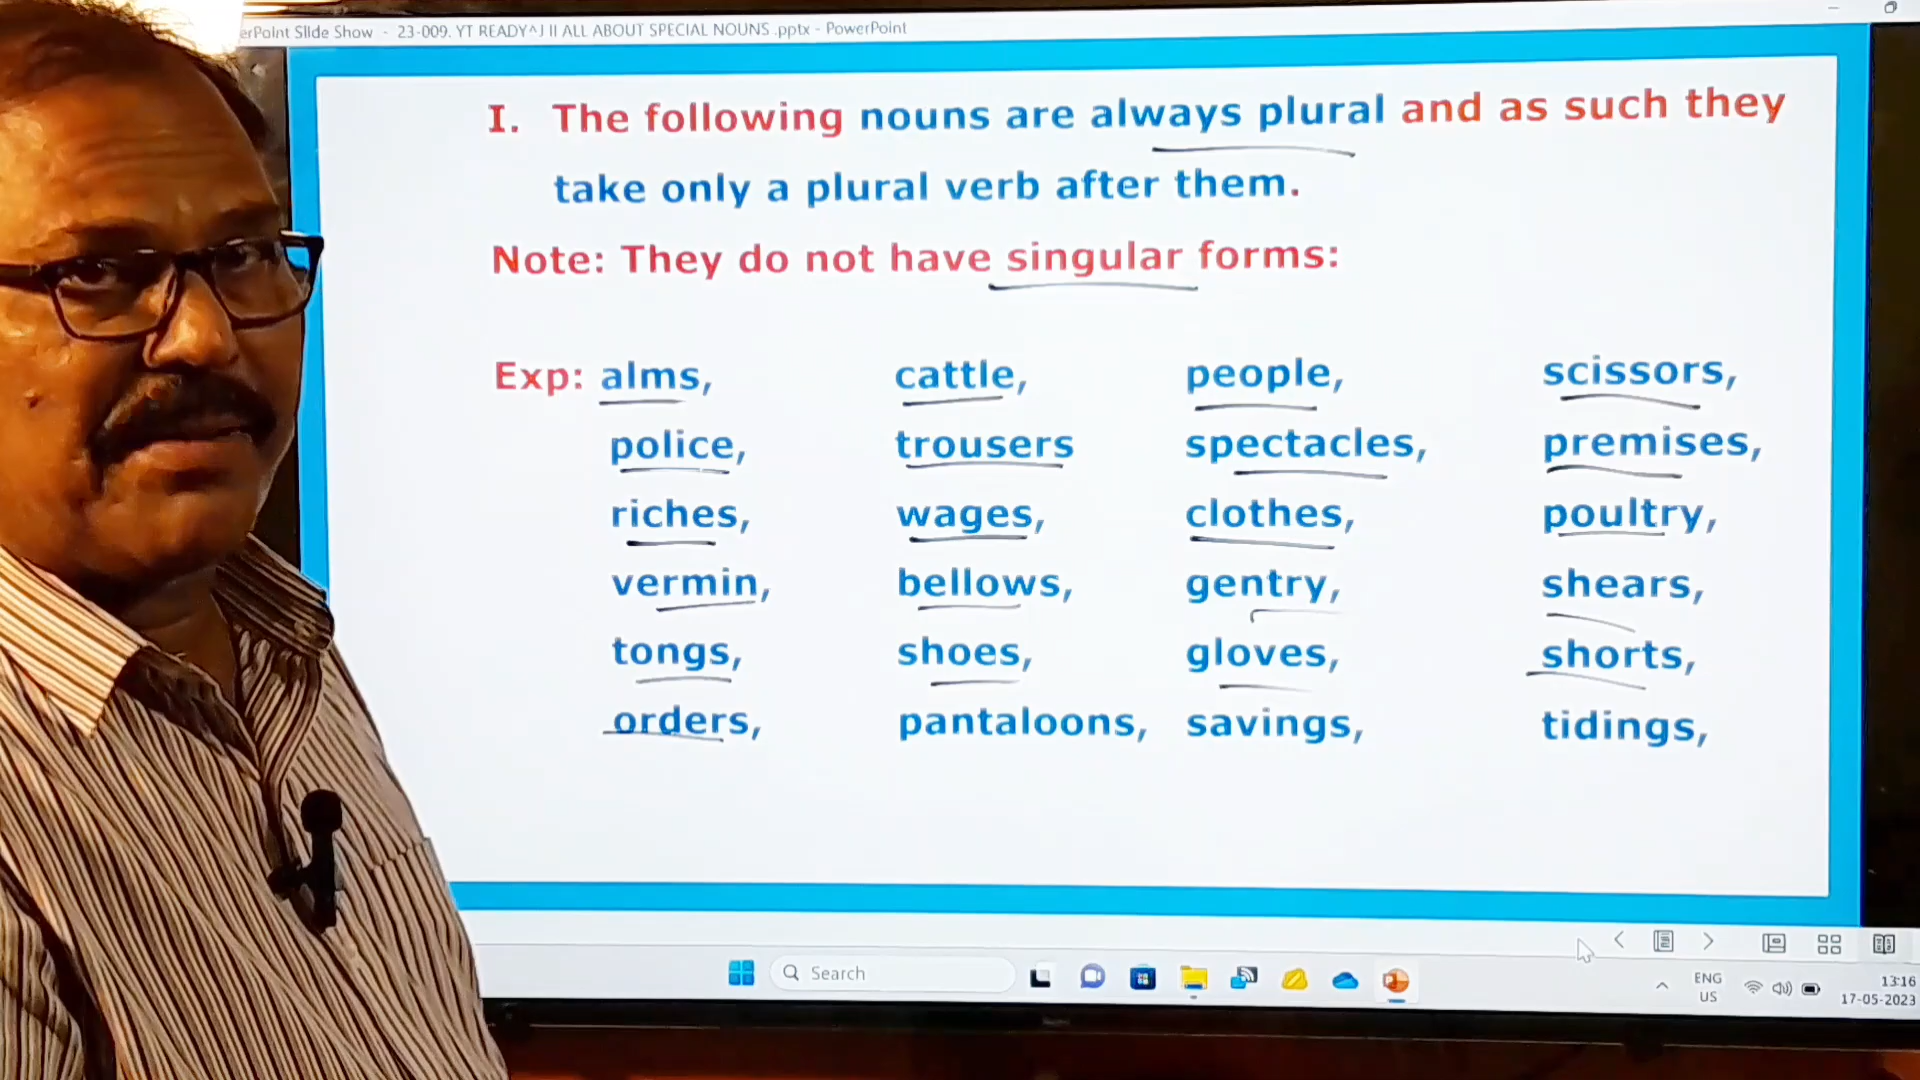 erPoint Slide Show - 23-009. YT READY^J II ALL ABOUT SPECIAL NOUNS .pptx - PowerPoint
I. The following nouns are always plural and as such they
take only a plural verb after them.
Note: They do not have singular forms:
Exp: alms, cattle, people, scissors,
police, trousers spectacles, premises,
riches, wages, clothes, poultry,
vermin, bellows, gentry, shears,
tongs, shoes, gloves, shorts,
orders, pantaloons, savings, tidings,
Search
ENG
US
13:16
17-05-2023